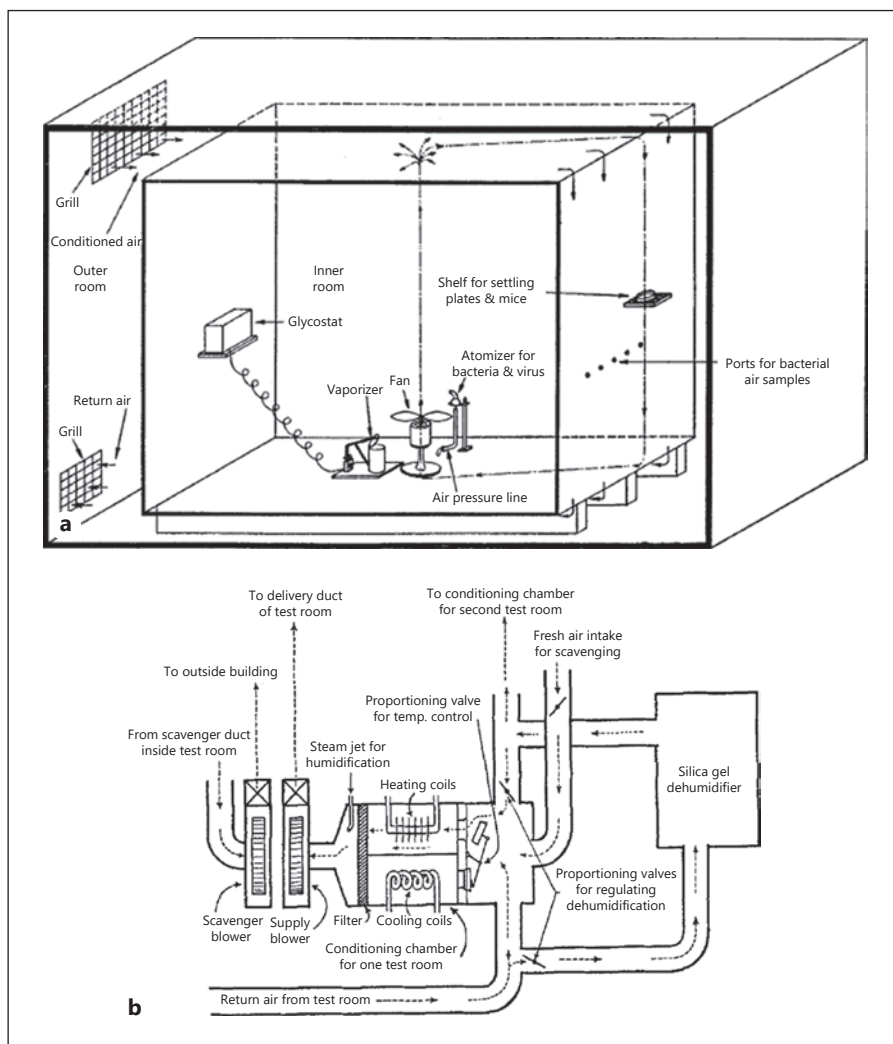 Grill
Conditioned air
Outer
room
Inner
room
Glycostat
Shelf for settling
plates & mice
Atomizer for
bacteria & virus
Fan
Vaporizer
Ports for bacterial
air samples
Return air
Grill
Air pressure line
a
To delivery duct
of test room
To conditioning chamber
for second test room
Fresh air intake
for scavenging
To outside building
Proportioning valve
for temp. control
From scavenger duct
inside test room
Steam jet for
humidification
Heating coils
Silica gel
dehumidifier
Proportioning valves
for regulating
dehumidification
Scavenger
blower
Supply
blower
Filter
Cooling coils
Conditioning chamber
for one test room
Return air from test room
b